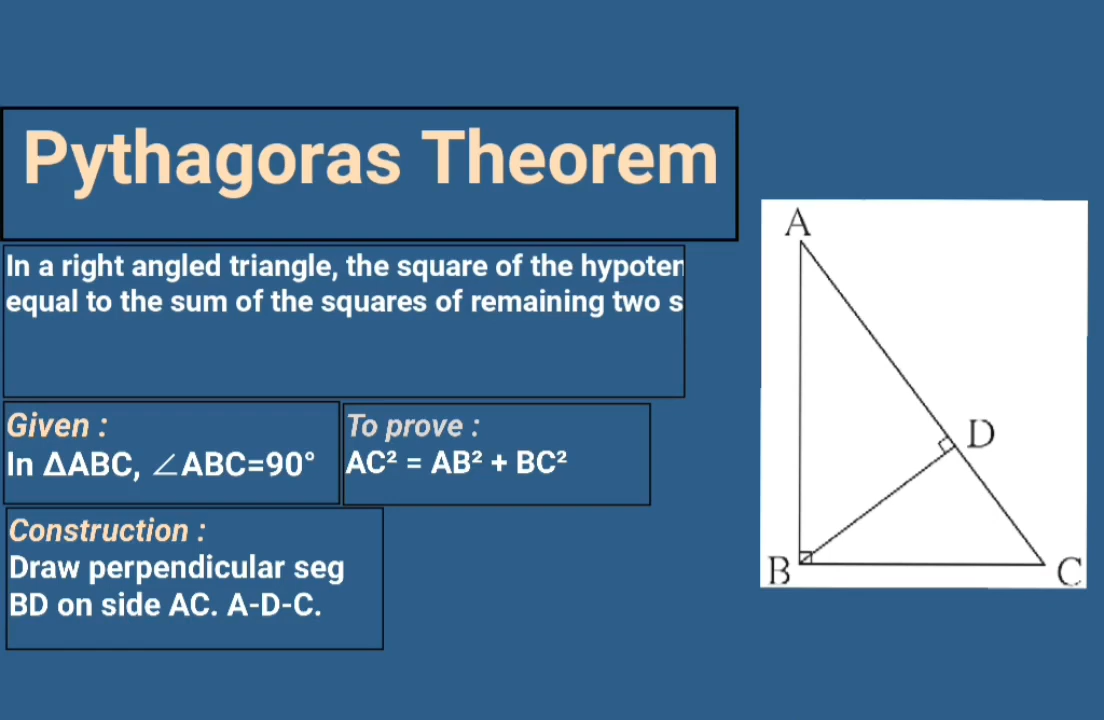 Pythagoras Theorem
In a right angled triangle, the square of the hypoten
equal to the sum of the squares of remaining two s
Given :
In ΔABC, ∠ABC=90°
To prove :
AC² = AB² + BC²
Construction :
Draw perpendicular seg
BD on side AC. A-D-C.
A
D
B
C